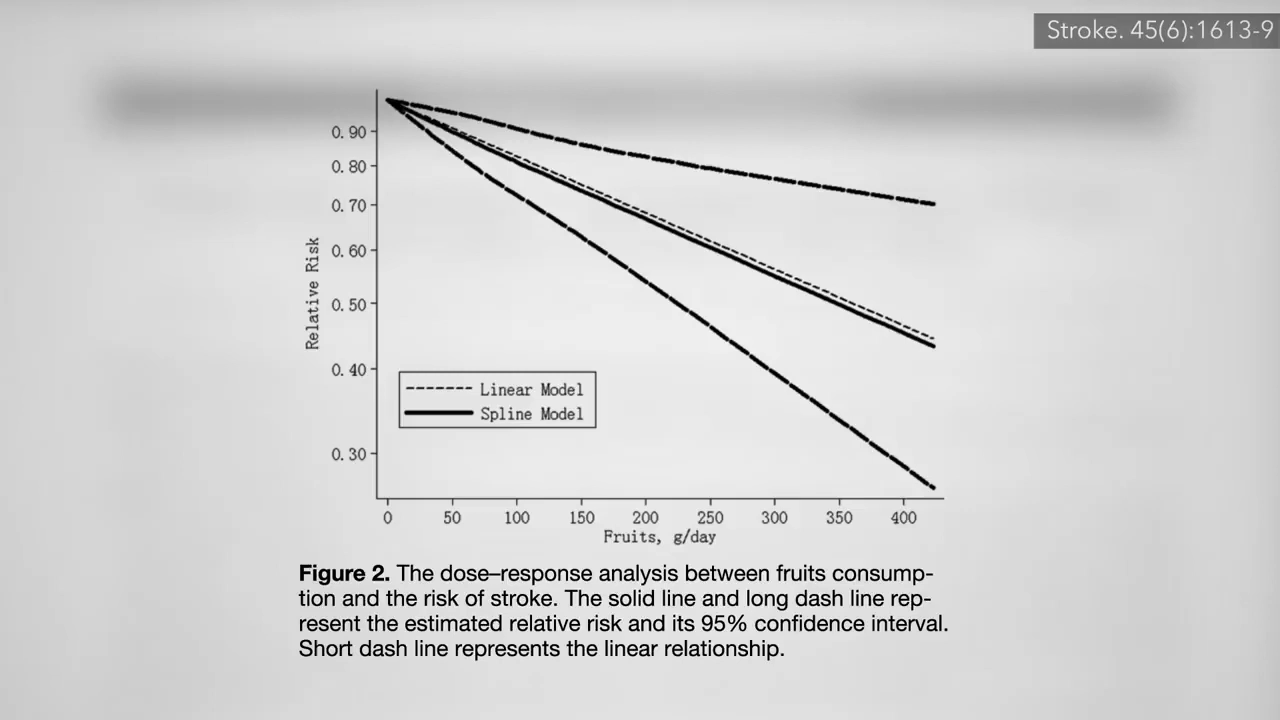 Stroke. 45(6):1613-9
0.90
0.80
0.70
0.60
0.50
0.40
0.30
Relative Risk
Linear Model
Spline Model
0 50 100 150 200 250 300 350 400
Fruits, g/day
Figure 2. The dose–response analysis between fruits consump-
tion and the risk of stroke. The solid line and long dash line rep-
resent the estimated relative risk and its 95% confidence interval.
Short dash line represents the linear relationship.